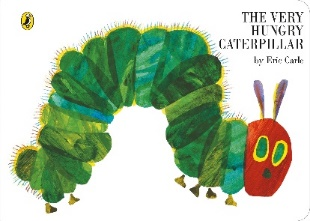 THE VERY
HUNGRY
CATERPILLAR
by Eric Carle